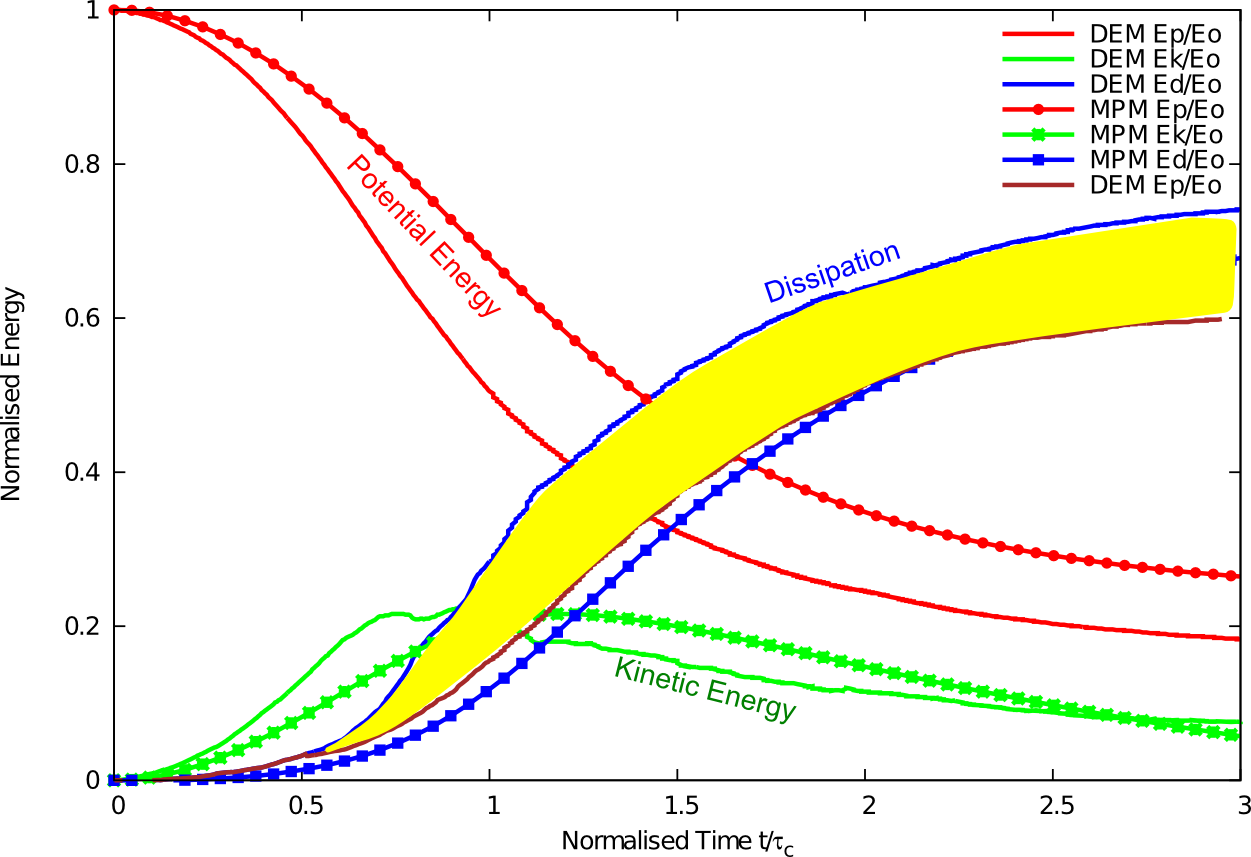 1
0.8
0.6
0.4
0.2
0
0
0.5
1
1.5
2
2.5
3
Normalised Energy
Normalised Time t/τc
DEM Ep/Eo
DEM Ek/Eo
DEM Ed/Eo
MPM Ep/Eo
MPM Ek/Eo
MPM Ed/Eo
DEM Ep/Eo
Potential Energy
Dissipation
Kinetic Energy